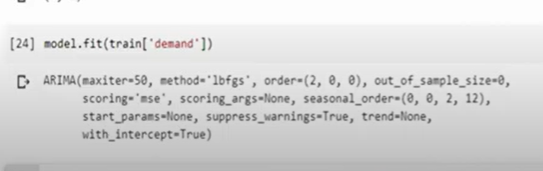 [24] model.fit(train['demand'])
ARIMA(maxiter=50, method='lbfgs', order=(2, 0, 0), out_of_sample_size=0,
scoring='mse', scoring_args=None, seasonal_order=(0, 0, 2, 12),
start_params=None, suppress_warnings=True, trend=None,
with_intercept=True)